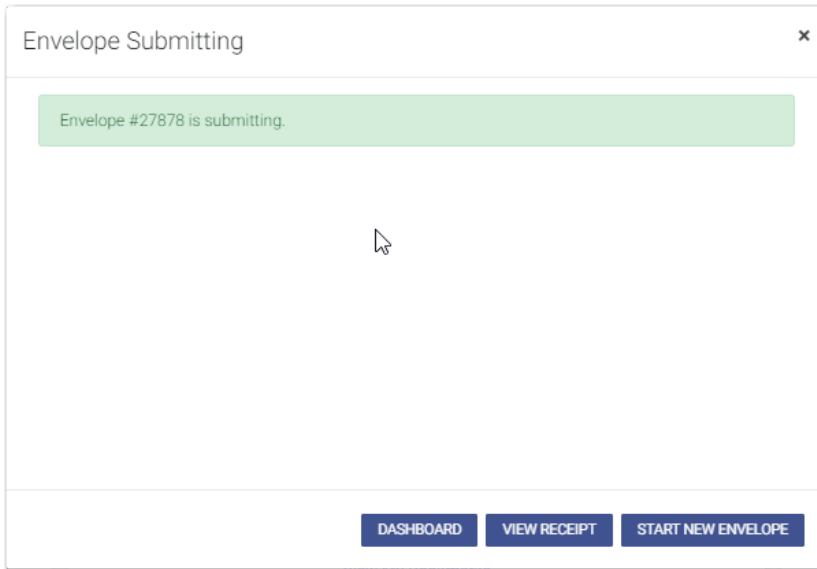 Envelope Submitting
×
Envelope #27878 is submitting.
DASHBOARD VIEW RECEIPT START NEW ENVELOPE